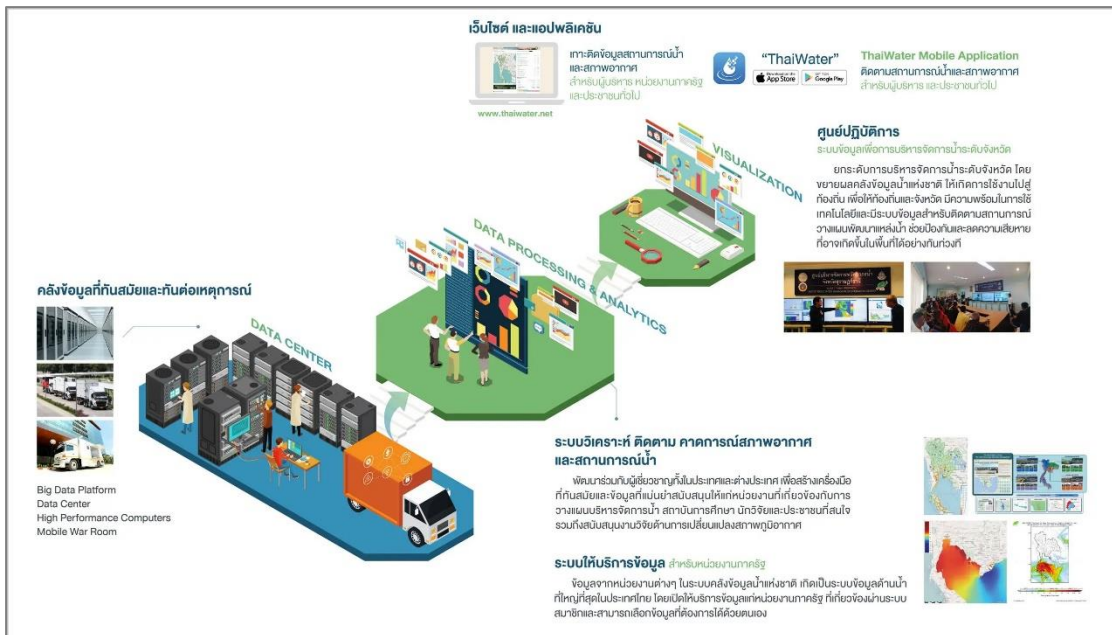 เว็บไซต์ และแอปพลิเคชัน
เกาะติดข้อมูลสถานการณ์น้ำ
และสภาพอากาศ
สำหรับผู้บริหาร หน่วยงานภาครัฐ
และประชาชนทั่วไป
www.thaiwater.net
“ThaiWater”
App Store
Google Play
ThaiWater Mobile Application
ติดตามสถานการณ์น้ำและสภาพอากาศ
สำหรับผู้บริหาร และประชาชนทั่วไป
VISUALIZATION
ศูนย์ปฏิบัติการ
ระบบข้อมูลเพื่อการบริหารจัดการน้ำระดับจังหวัด
ยกระดับการบริหารจัดการน้ำระดับจังหวัด โดย
ขยายผลคลังข้อมูลน้ำแห่งชาติ ให้เกิดการใช้งานไปสู่
ท้องถิ่น เพื่อให้ท้องถิ่นและจังหวัด มีความพร้อมในการใช้
เทคโนโลยีและมีระบบข้อมูลสำหรับติดตามสถานการณ์
วางแผนพัฒนาแหล่งน้ำ ช่วยป้องกันและลดความเสียหาย
ที่อาจเกิดขึ้นในพื้นที่ได้อย่างทันท่วงที
DATA PROCESSING & ANALYTICS
คลังข้อมูลที่ทันสมัยและทันต่อเหตุการณ์
DATA CENTER
Big Data Platform
Data Center
High Performance Computers
Mobile War Room
ระบบวิเคราะห์ ติดตาม คาดการณ์สภาพอากาศ
และสถานการณ์น้ำ
พัฒนาร่วมกับผู้เชี่ยวชาญทั้งในประเทศและต่างประเทศ เพื่อสร้างเครื่องมือ
ที่ทันสมัยและข้อมูลที่แม่นยำสนับสนุนให้แก่หน่วยงานที่เกี่ยวข้องกับการ
วางแผนบริหารจัดการน้ำ สถาบันการศึกษา นักวิจัยและประชาชนที่สนใจ
รวมถึงสนับสนุนงานวิจัยด้านการเปลี่ยนแปลงสภาพภูมิอากาศ
ระบบให้บริการข้อมูล สำหรับหน่วยงานภาครัฐ
ข้อมูลจากหน่วยงานต่างๆ ในระบบคลังข้อมูลน้ำแห่งชาติ เกิดเป็นระบบข้อมูลด้านน้ำ
ที่ใหญ่ที่สุดในประเทศไทย โดยเปิดให้บริการข้อมูลแก่หน่วยงานภาครัฐ ที่เกี่ยวข้องผ่านระบบ
สมาชิกและสามารถเลือกข้อมูลที่ต้องการได้ด้วยตนเอง